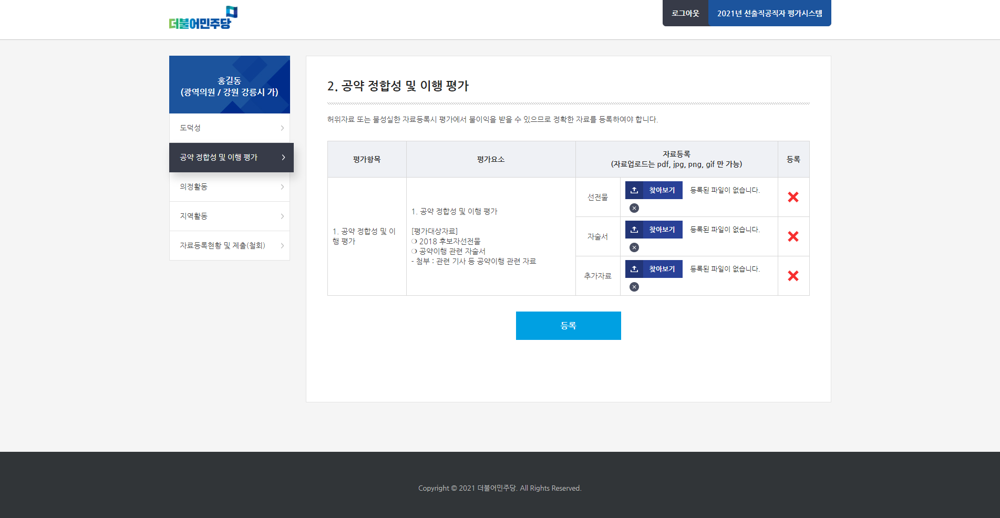 더불어민주당
로그아웃
2021년 선출직공직자 평가시스템
홍길동
(광역의원 / 강원 강릉시 가)
도덕성
공약 정합성 및 이행 평가
의정활동
지역활동
자료등록현황 및 제출(철회)
2. 공약 정합성 및 이행 평가
허위자료 또는 불성실한 자료등록시 평가에서 불이익을 받을 수 있으므로 정확한 자료를 등록하여야 합니다.
평가항목
평가요소
자료등록
(자료업로드는 pdf, jpg, png, gif 만 가능)
등록
1. 공약 정합성 및 이
행 평가
1. 공약 정합성 및 이행 평가
[평가대상자료]
❍ 2018 후보자선전물
❍ 공약이행 관련 자술서
- 첨부 : 관련 기사 등 공약이행 관련 자료
선전물
찾아보기
등록된 파일이 없습니다.
자술서
찾아보기
등록된 파일이 없습니다.
추가자료
찾아보기
등록된 파일이 없습니다.
등록
Copyright © 2021 더불어민주당. All Rights Reserved.